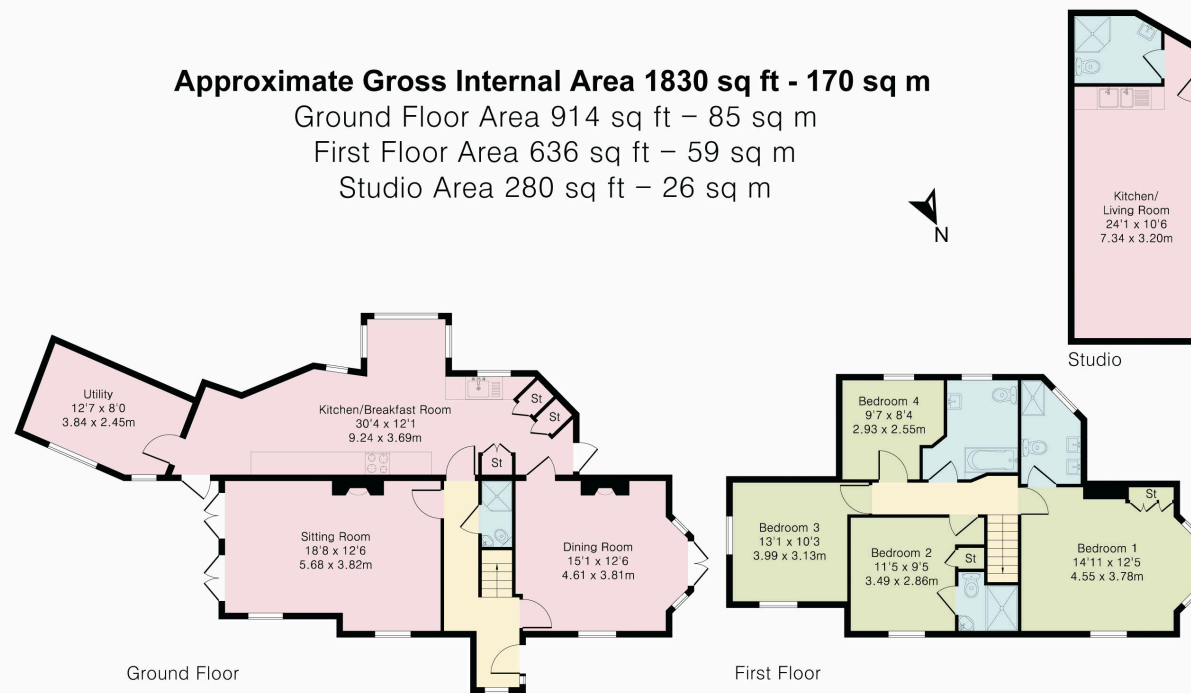 Approximate Gross Internal Area 1830 sq ft - 170 sq m
Ground Floor Area 914 sq ft – 85 sq m
First Floor Area 636 sq ft – 59 sq m
Studio Area 280 sq ft – 26 sq m
N
Kitchen/
Living Room
24'1 x 10'6
7.34 x 3.20m
Studio
Utility
12'7 x 8'0
3.84 x 2.45m
Kitchen/Breakfast Room
30'4 x 12'1
9.24 x 3.69m
St
St
St
Sitting Room
18'8 x 12'6
5.68 x 3.82m
Dining Room
15'1 x 12'6
4.61 x 3.81m
Ground Floor
Bedroom 4
9'7 x 8'4
2.93 x 2.55m
Bedroom 3
13'1 x 10'3
3.99 x 3.13m
Bedroom 2
11'5 x 9'5
3.49 x 2.86m
St
St
Bedroom 1
14'11 x 12'5
4.55 x 3.78m
First Floor